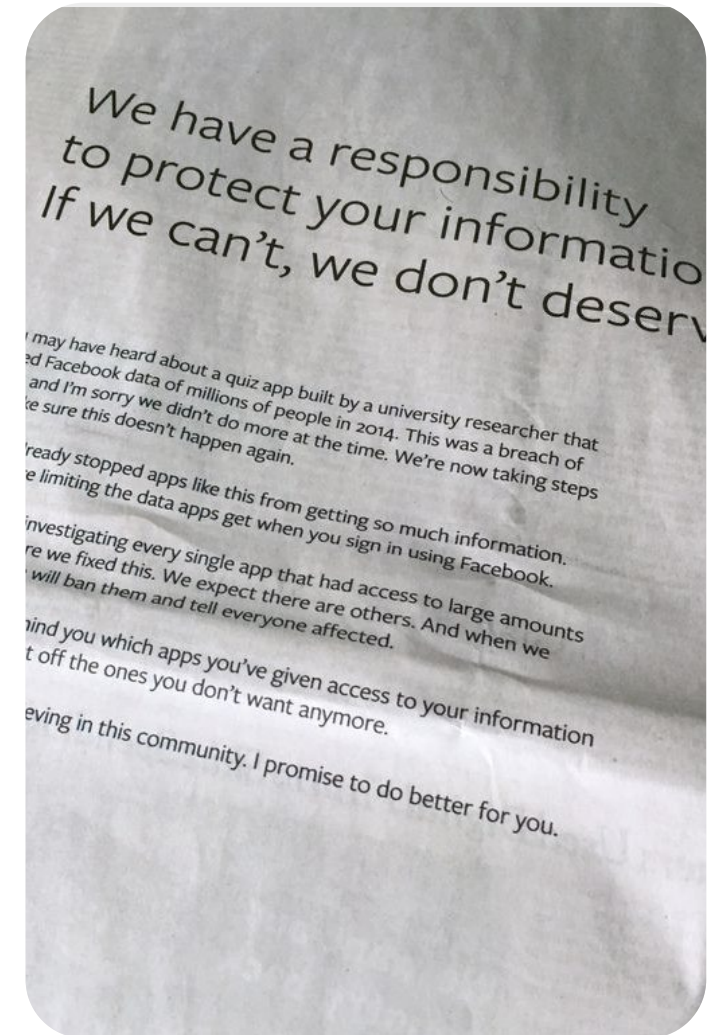 We have a responsibility
to protect your informatio
If we can't, we don't deserv
may have heard about a quiz app built by a university researcher that
ed Facebook data of millions of people in 2014. This was a breach of
and I'm sorry we didn't do more at the time. We're now taking steps
ke sure this doesn't happen again.
ready stopped apps like this from getting so much information.
e limiting the data apps get when you sign in using Facebook.
investigating every single app that had access to large amounts
re we fixed this. We expect there are others. And when we
will ban them and tell everyone affected.
ind you which apps you've given access to your information
t off the ones you don't want anymore.
eving in this community. I promise to do better for you.